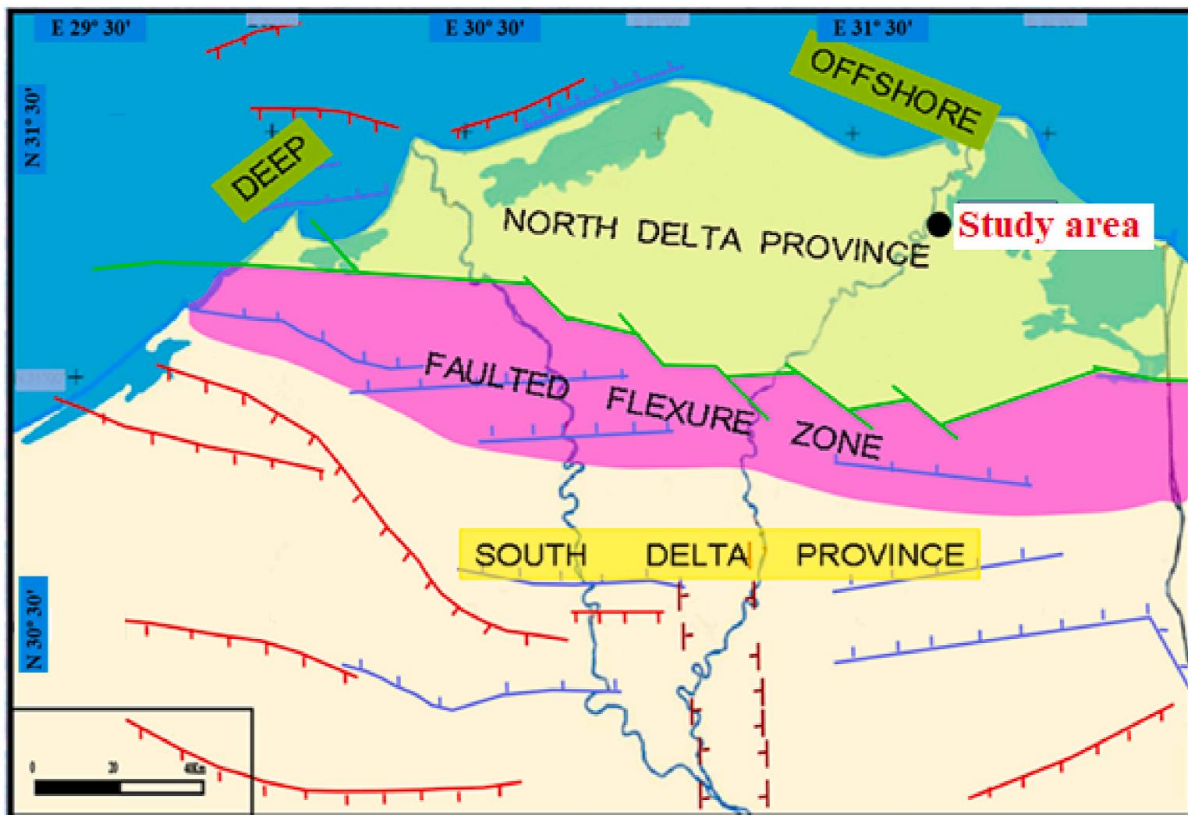 E 29° 30'
E 30° 30'
E 31° 30'
OFFSHORE
N 31° 30'
DEEP
NORTH DELTA PROVINCE
Study area
FAULTED FLEXURE ZONE
SOUTH DELTA PROVINCE
N 30° 30'
0 20 40Km